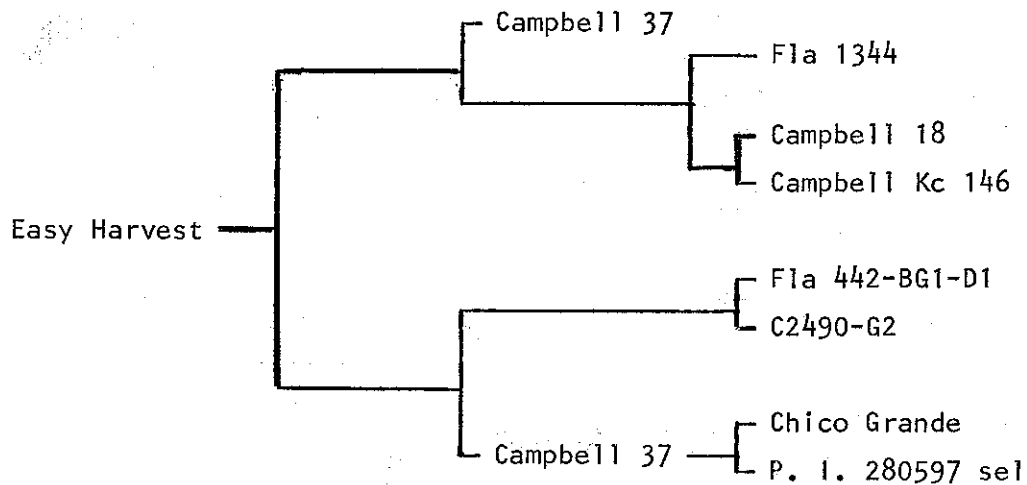 Campbell 37
Fla 1344
Campbell 18
Campbell Kc 146
Easy Harvest
Fla 442-BG1-D1
C2490-G2
Chico Grande
Campbell 37
P. I. 280597 sel